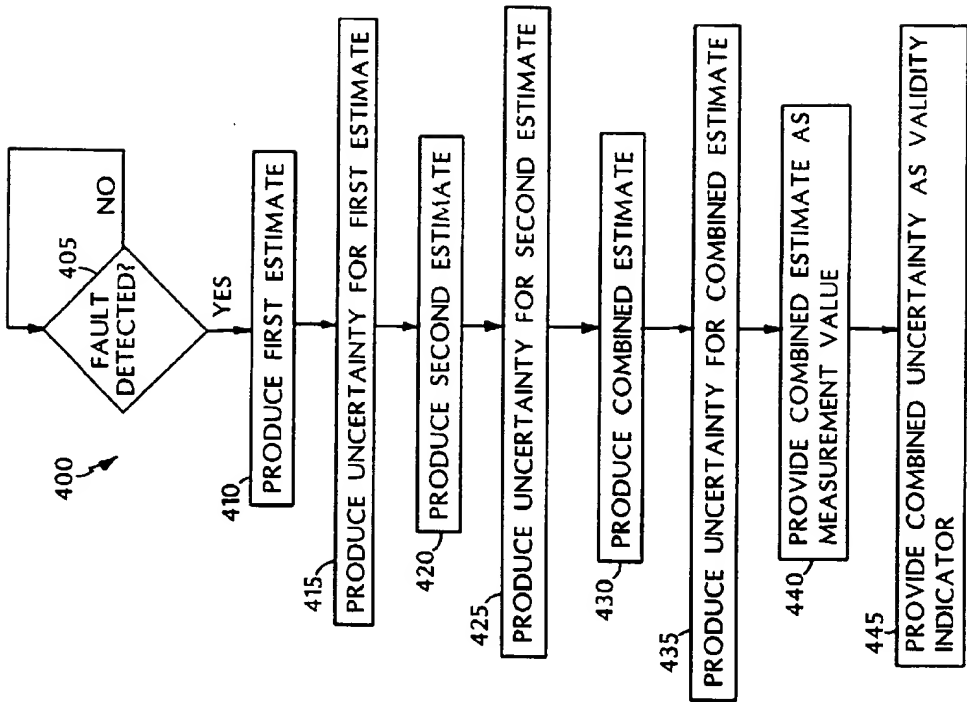 400
FAULT
DETECTED?
405
NO
YES
410
PRODUCE FIRST ESTIMATE
415
PRODUCE UNCERTAINTY FOR FIRST ESTIMATE
420
PRODUCE SECOND ESTIMATE
425
PRODUCE UNCERTAINTY FOR SECOND ESTIMATE
430
PRODUCE COMBINED ESTIMATE
435
PRODUCE UNCERTAINTY FOR COMBINED ESTIMATE
440
PROVIDE COMBINED ESTIMATE AS
MEASUREMENT VALUE
445
PROVIDE COMBINED UNCERTAINTY AS VALIDITY
INDICATOR